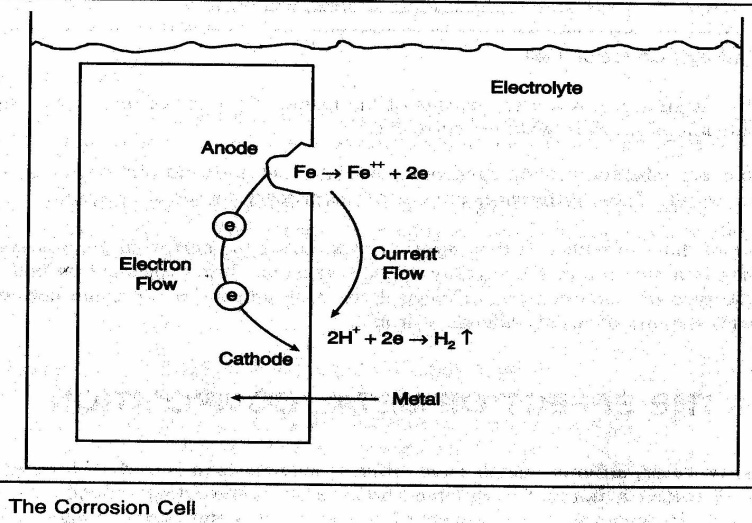 Electrolyte
Anode
Fe → Fe⁺⁺ + 2e
e
Electron
Flow
Current
Flow
e
2H⁺ + 2e → H₂ ↑
Cathode
Metal
The Corrosion Cell